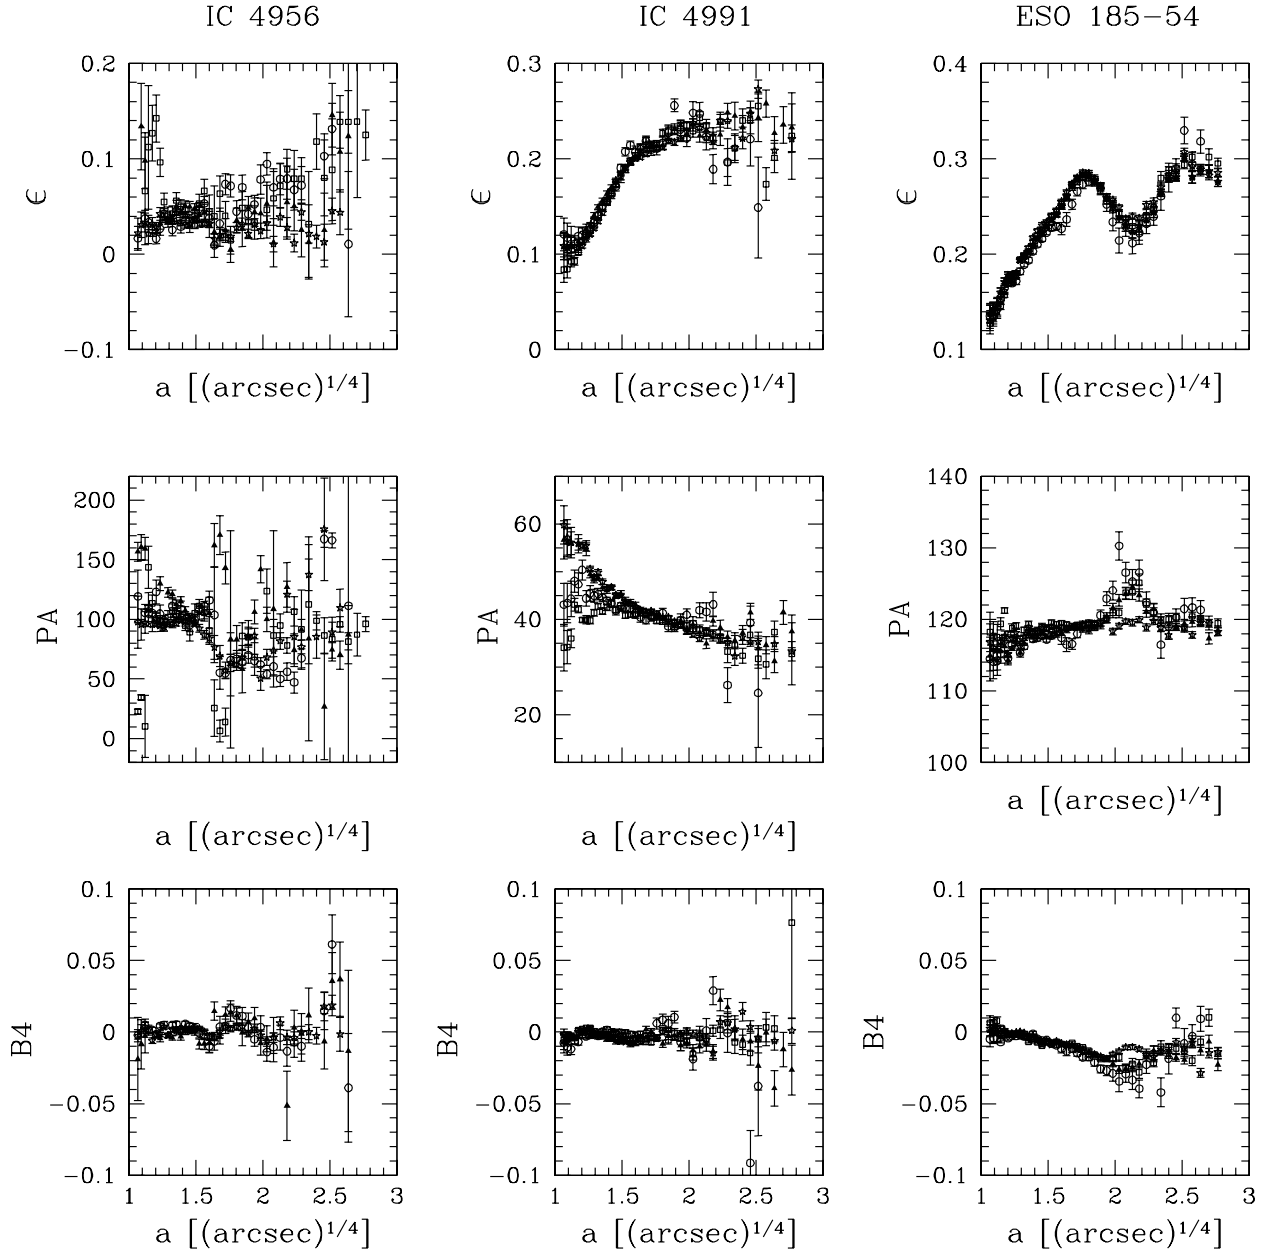 IC 4956 IC 4991 ESO 185−54
0.2 0.3 0.4
0.1 0.2 0.3
ϵ ϵ ϵ
0 0.1 0.2
−0.1 0 0.1
a [(arcsec)1/4] a [(arcsec)1/4] a [(arcsec)1/4]
200 60 140
150 130
PA 100 PA 40 PA 120
50 110
0 20 100
a [(arcsec)1/4]
a [(arcsec)1/4] a [(arcsec)1/4]
0.1 0.1 0.1
0.05 0.05 0.05
B4 0 B4 0 B4 0
−0.05 −0.05 −0.05
−0.1 −0.1 −0.1
1 1.5 2 2.5 3 1 1.5 2 2.5 3 1 1.5 2 2.5 3
a [(arcsec)1/4] a [(arcsec)1/4] a [(arcsec)1/4]